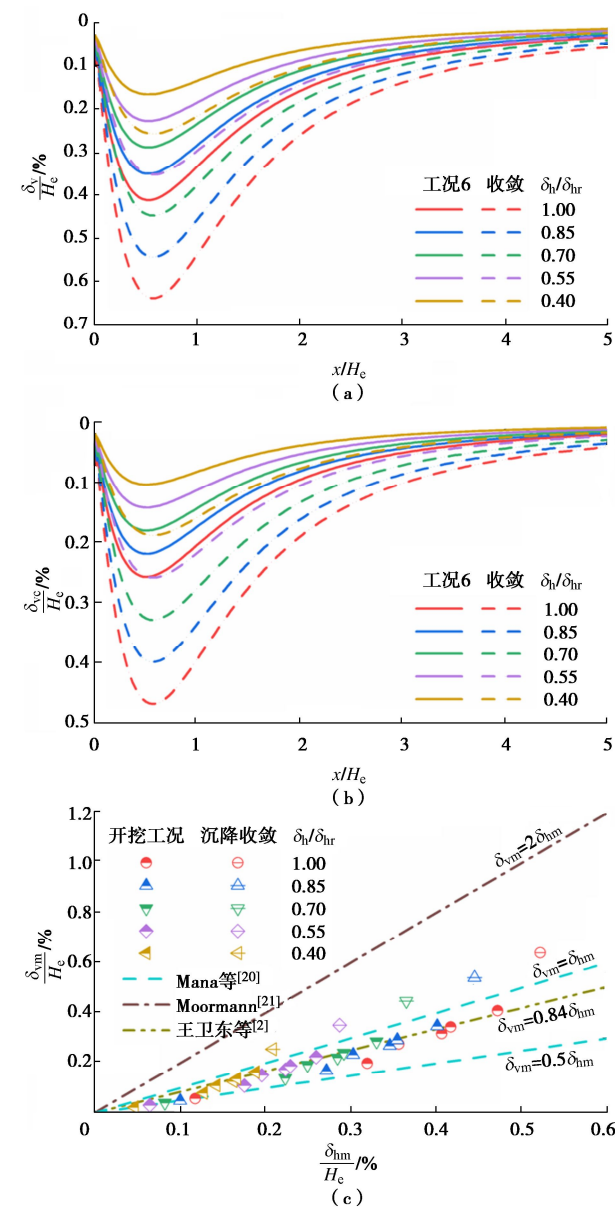 0
0.1
0.2
0.3
0.4
0.5
0.6
0.7
δv/He/%
工况6 收敛 δh/δhr
1.00
0.85
0.70
0.55
0.40
0 1 2 3 4 5
x/He
(a)
0
0.1
0.2
0.3
0.4
0.5
δvc/He/%
工况6 收敛 δh/δhr
1.00
0.85
0.70
0.55
0.40
0 1 2 3 4 5
x/He
(b)
1.2
1.0
0.8
0.6
0.4
0.2
δvm/He/%
开挖工况 沉降收敛 δh/δhr
1.00
0.85
0.70
0.55
0.40
Mana等[20]
Moormann[21]
王卫东等[2]
δvm=2δhm
δvm=δhm
δvm=0.84δhm
δvm=0.5δhm
0 0.1 0.2 0.3 0.4 0.5 0.6
δhm/He/%
(c)